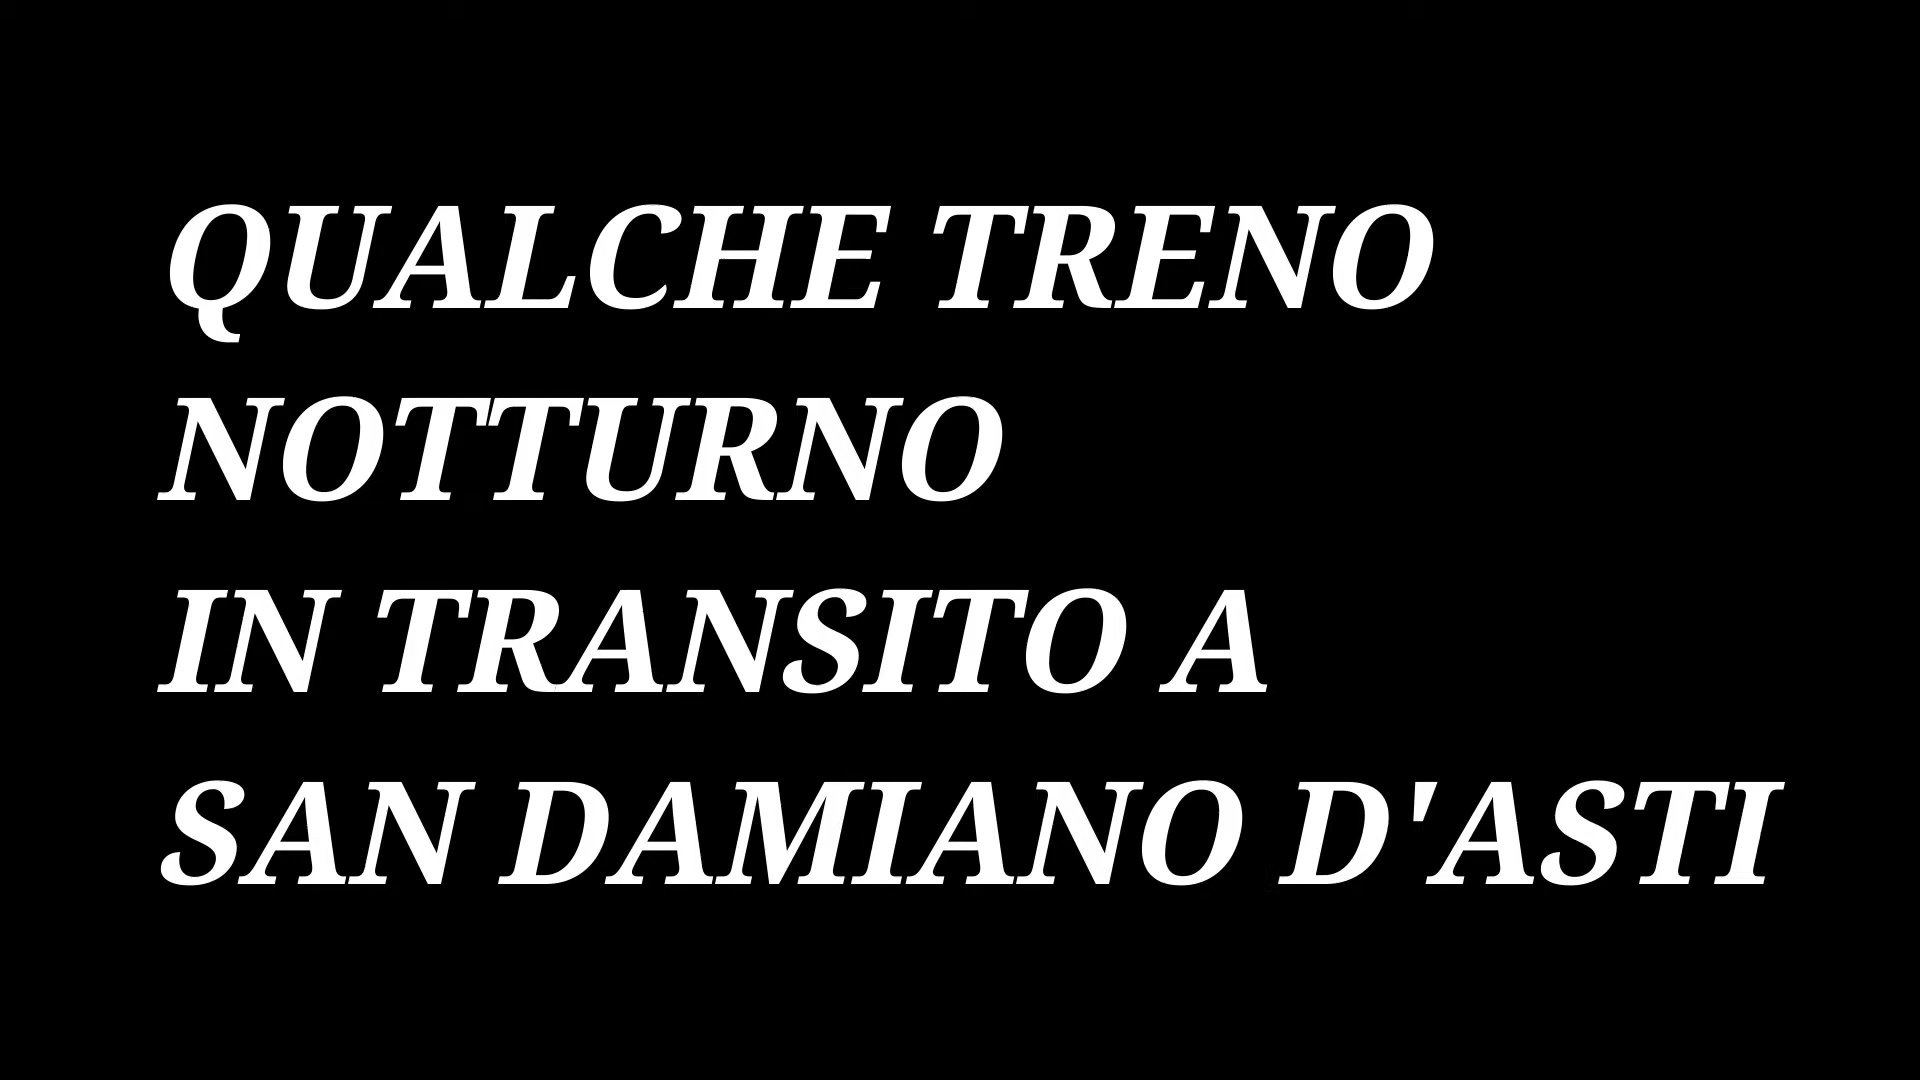 QUALCHE TRENO
NOTTURNO
IN TRANSITO A
SAN DAMIANO D'ASTI